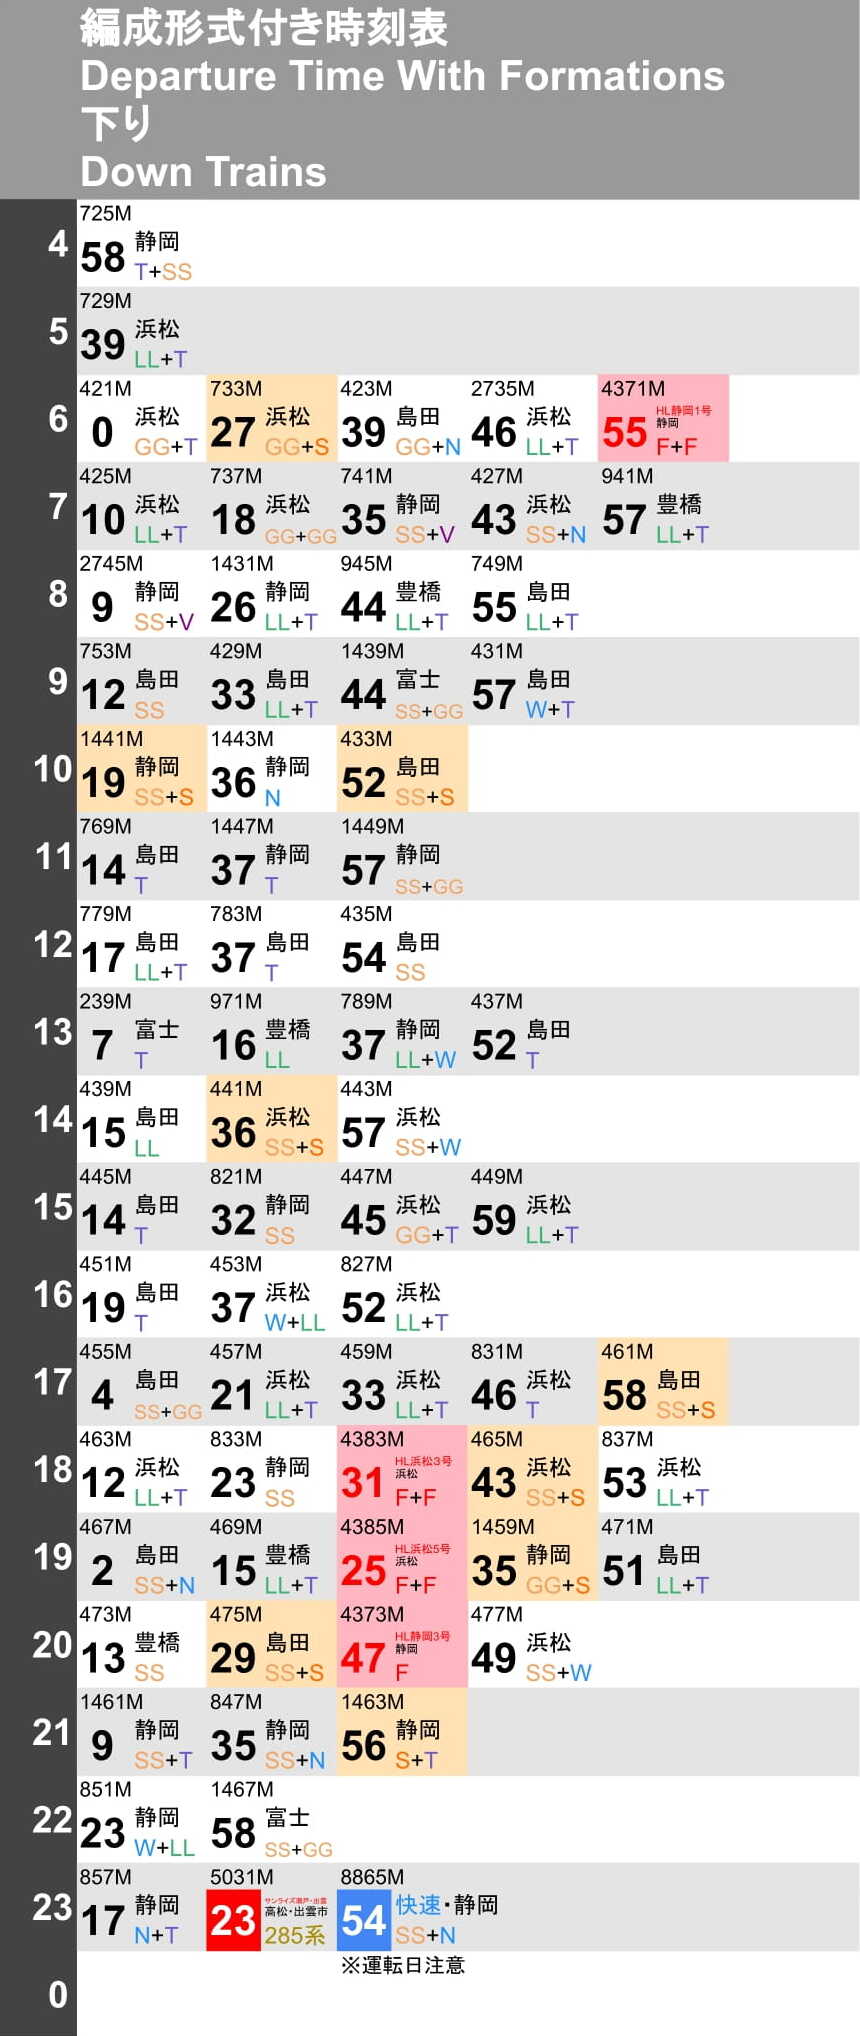 編成形式付き時刻表
Departure Time With Formations
下り
Down Trains
4
725M
58 静岡
T+SS
5
729M
39 浜松
LL+T
6
421M 733M 423M 2735M 4371M
0 浜松 27 浜松 39 島田 46 浜松 55 HL静岡1号 静岡
GG+T GG+S GG+N LL+T F+F
7
425M 737M 741M 427M 941M
10 浜松 18 浜松 35 静岡 43 浜松 57 豊橋
LL+T GG+GG SS+V SS+N LL+T
8
2745M 1431M 945M 749M
9 静岡 26 静岡 44 豊橋 55 島田
SS+V LL+T LL+T LL+T
9
753M 429M 1439M 431M
12 島田 33 島田 44 富士 57 島田
SS LL+T SS+GG W+T
10
1441M 1443M 433M
19 静岡 36 静岡 52 島田
SS+S N SS+S
11
769M 1447M 1449M
14 島田 37 静岡 57 静岡
T T SS+GG
12
779M 783M 435M
17 島田 37 島田 54 島田
LL+T T SS
13
239M 971M 789M 437M
7 富士 16 豊橋 37 静岡 52 島田
T LL LL+W T
14
439M 441M 443M
15 島田 36 浜松 57 浜松
LL SS+S SS+W
15
445M 821M 447M 449M
14 島田 32 静岡 45 浜松 59 浜松
T SS GG+T LL+T
16
451M 453M 827M
19 島田 37 浜松 52 浜松
T W+LL LL+T
17
455M 457M 459M 831M 461M
4 島田 21 浜松 33 浜松 46 浜松 58 島田
SS+GG LL+T LL+T T SS+S
18
463M 833M 4383M 465M 837M
12 浜松 23 静岡 31 HL浜松3号 浜松 43 浜松 53 浜松
LL+T SS F+F SS+S LL+T
19
467M 469M 4385M 1459M 471M
2 島田 15 豊橋 25 HL浜松5号 浜松 35 静岡 51 島田
SS+N LL+T F+F GG+S LL+T
20
473M 475M 4373M 477M
13 豊橋 29 島田 47 HL静岡3号 静岡 49 浜松
SS SS+S F SS+W
21
1461M 847M 1463M
9 静岡 35 静岡 56 静岡
SS+T SS+N S+T
22
851M 1467M
23 静岡 58 富士
W+LL SS+GG
23
857M 5031M 8865M
17 静岡 23 サンライズ瀬戸・出雲 高松・出雲市 54 快速・静岡
N+T 285系 SS+N
※運転日注意
0